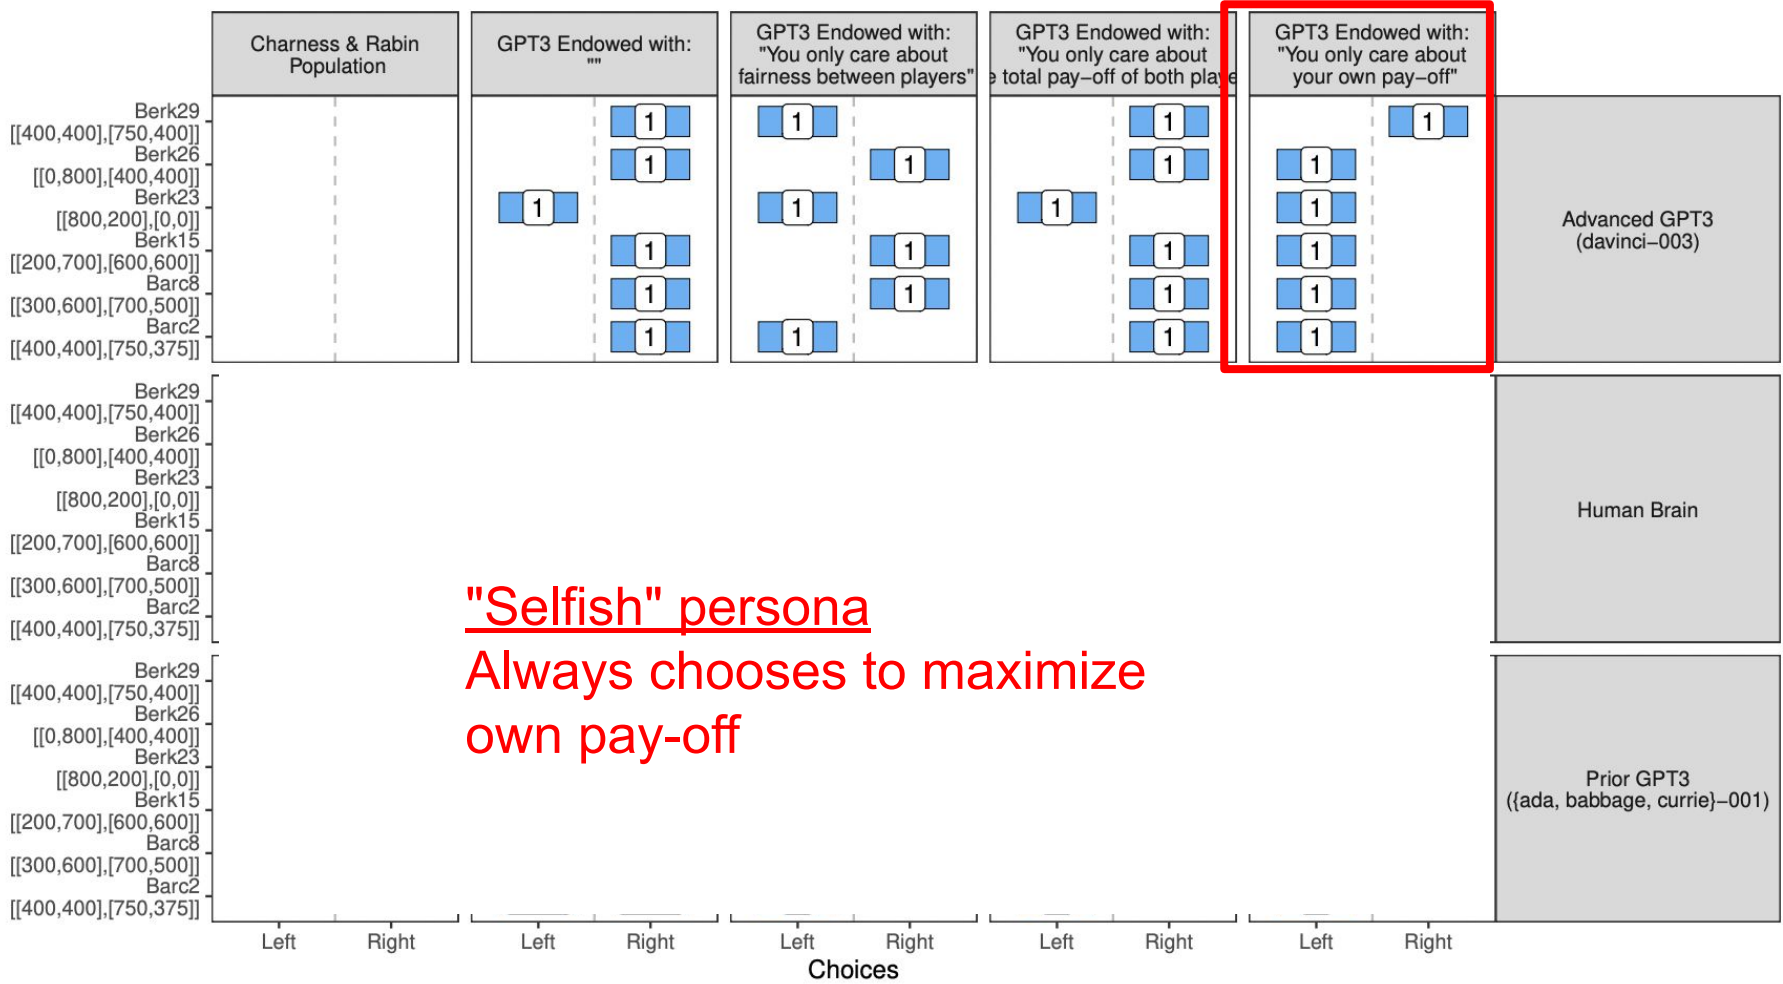 Charness & Rabin
Population
GPT3 Endowed with:
""
GPT3 Endowed with:
"You only care about
fairness between players"
GPT3 Endowed with:
"You only care about
e total pay–off of both playe
GPT3 Endowed with:
"You only care about
your own pay–off"
Berk29
[[400,400],[750,400]]
Berk26
[[0,800],[400,400]]
Berk23
[[800,200],[0,0]]
Berk15
[[200,700],[600,600]]
Barc8
[[300,600],[700,500]]
Barc2
[[400,400],[750,375]]
1 1 1 1
1 1 1 1
1 1 1 1
1 1 1 1
1 1 1 1
1 1 1 1
Advanced GPT3
(davinci–003)
Berk29
[[400,400],[750,400]]
Berk26
[[0,800],[400,400]]
Berk23
[[800,200],[0,0]]
Berk15
[[200,700],[600,600]]
Barc8
[[300,600],[700,500]]
Barc2
[[400,400],[750,375]]
Human Brain
"Selfish" persona
Always chooses to maximize
own pay-off
Berk29
[[400,400],[750,400]]
Berk26
[[0,800],[400,400]]
Berk23
[[800,200],[0,0]]
Berk15
[[200,700],[600,600]]
Barc8
[[300,600],[700,500]]
Barc2
[[400,400],[750,375]]
Prior GPT3
({ada, babbage, currie}–001)
Left Right Left Right Left Right Left Right Left Right
Choices